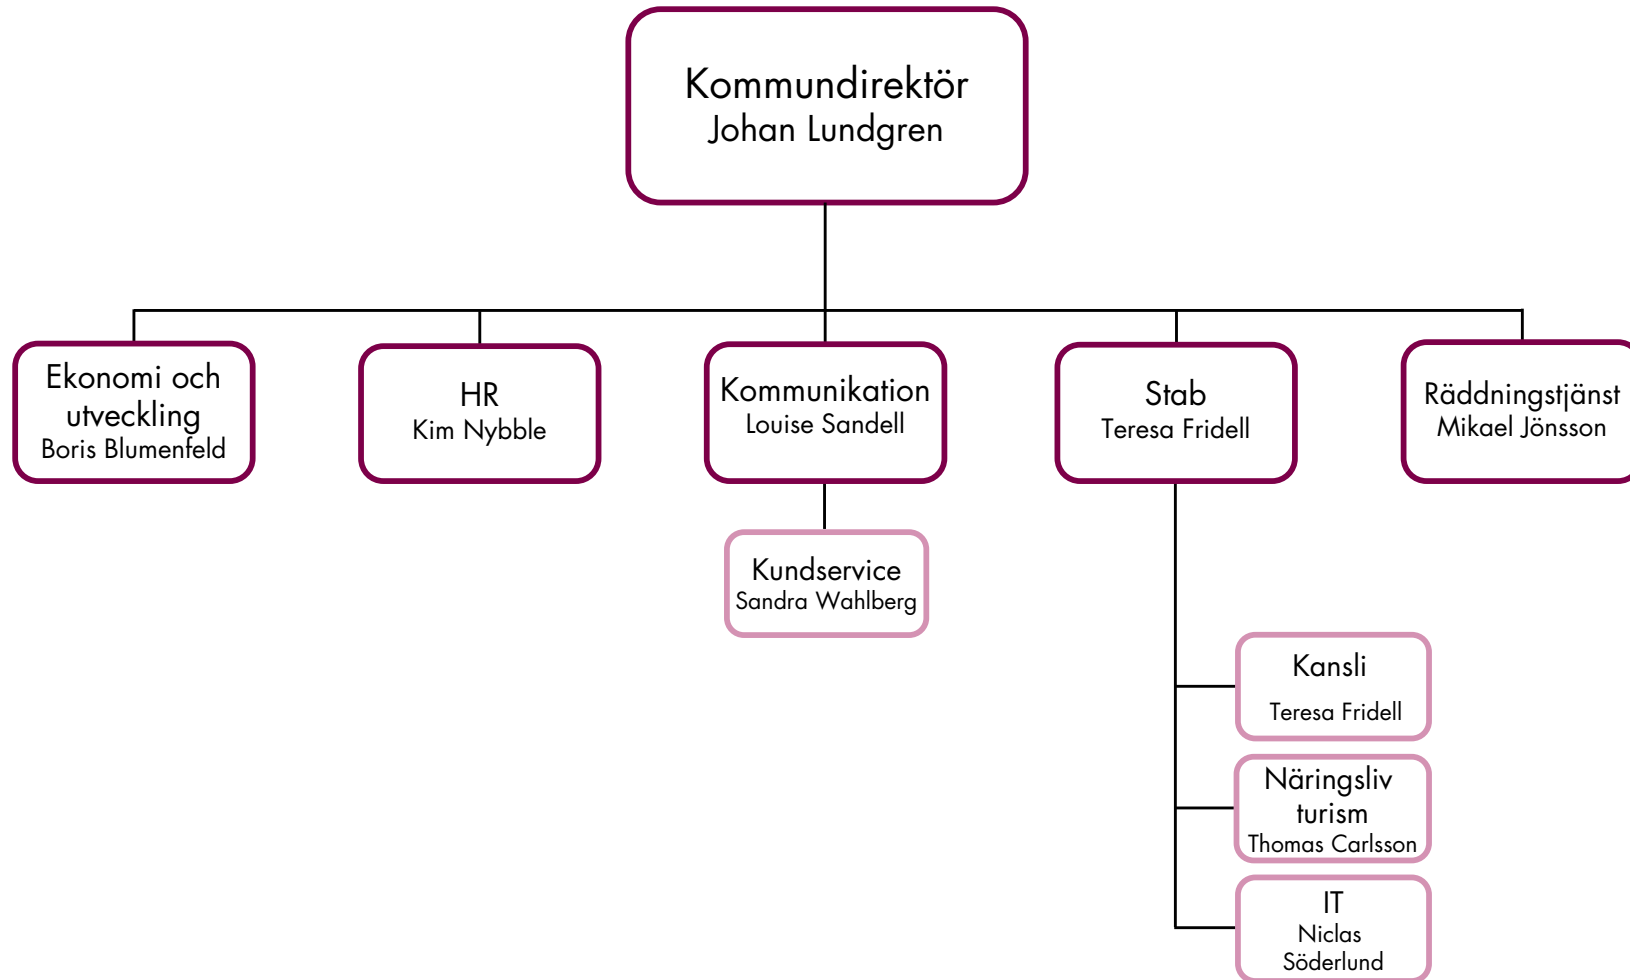 Kommundirektör
Johan Lundgren
Ekonomi och
utveckling
Boris Blumenfeld
HR
Kim Nybble
Kommunikation
Louise Sandell
Stab
Teresa Fridell
Räddningstjänst
Mikael Jönsson
Kundservice
Sandra Wahlberg
Kansli
Teresa Fridell
Näringsliv
turism
Thomas Carlsson
IT
Niclas
Söderlund